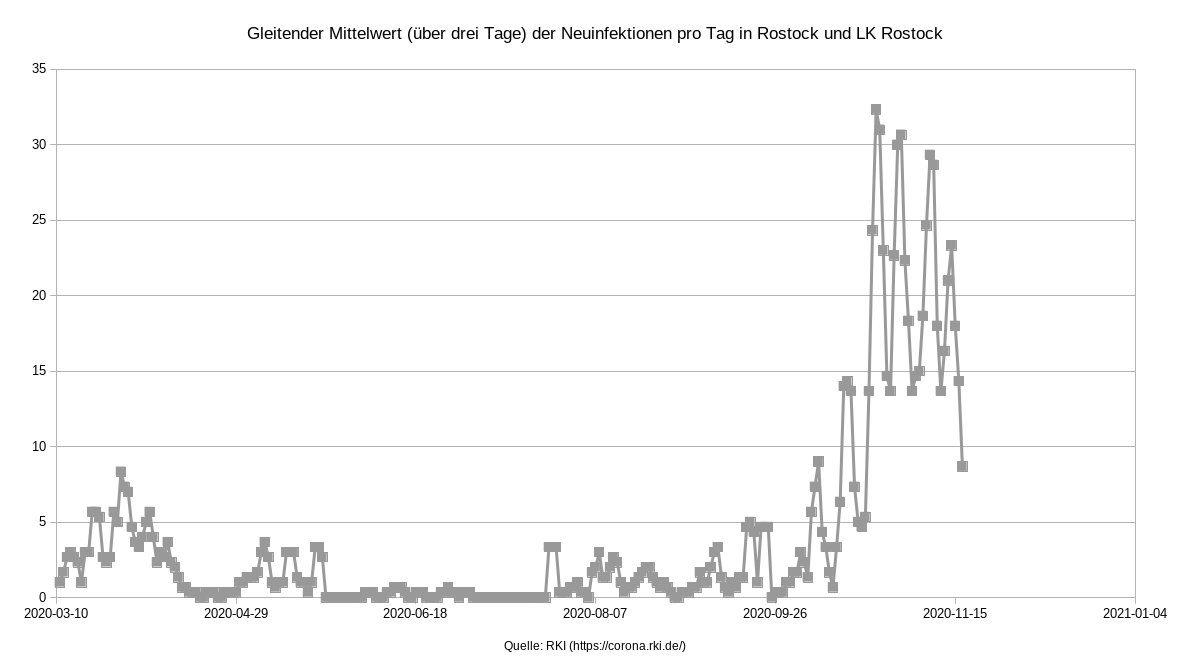 Gleitender Mittelwert (über drei Tage) der Neuinfektionen pro Tag in Rostock und LK Rostock
35
30
25
20
15
10
5
0
2020-03-10 2020-04-29 2020-06-18 2020-08-07 2020-09-26 2020-11-15 2021-01-04
Quelle: RKI (https://corona.rki.de/)